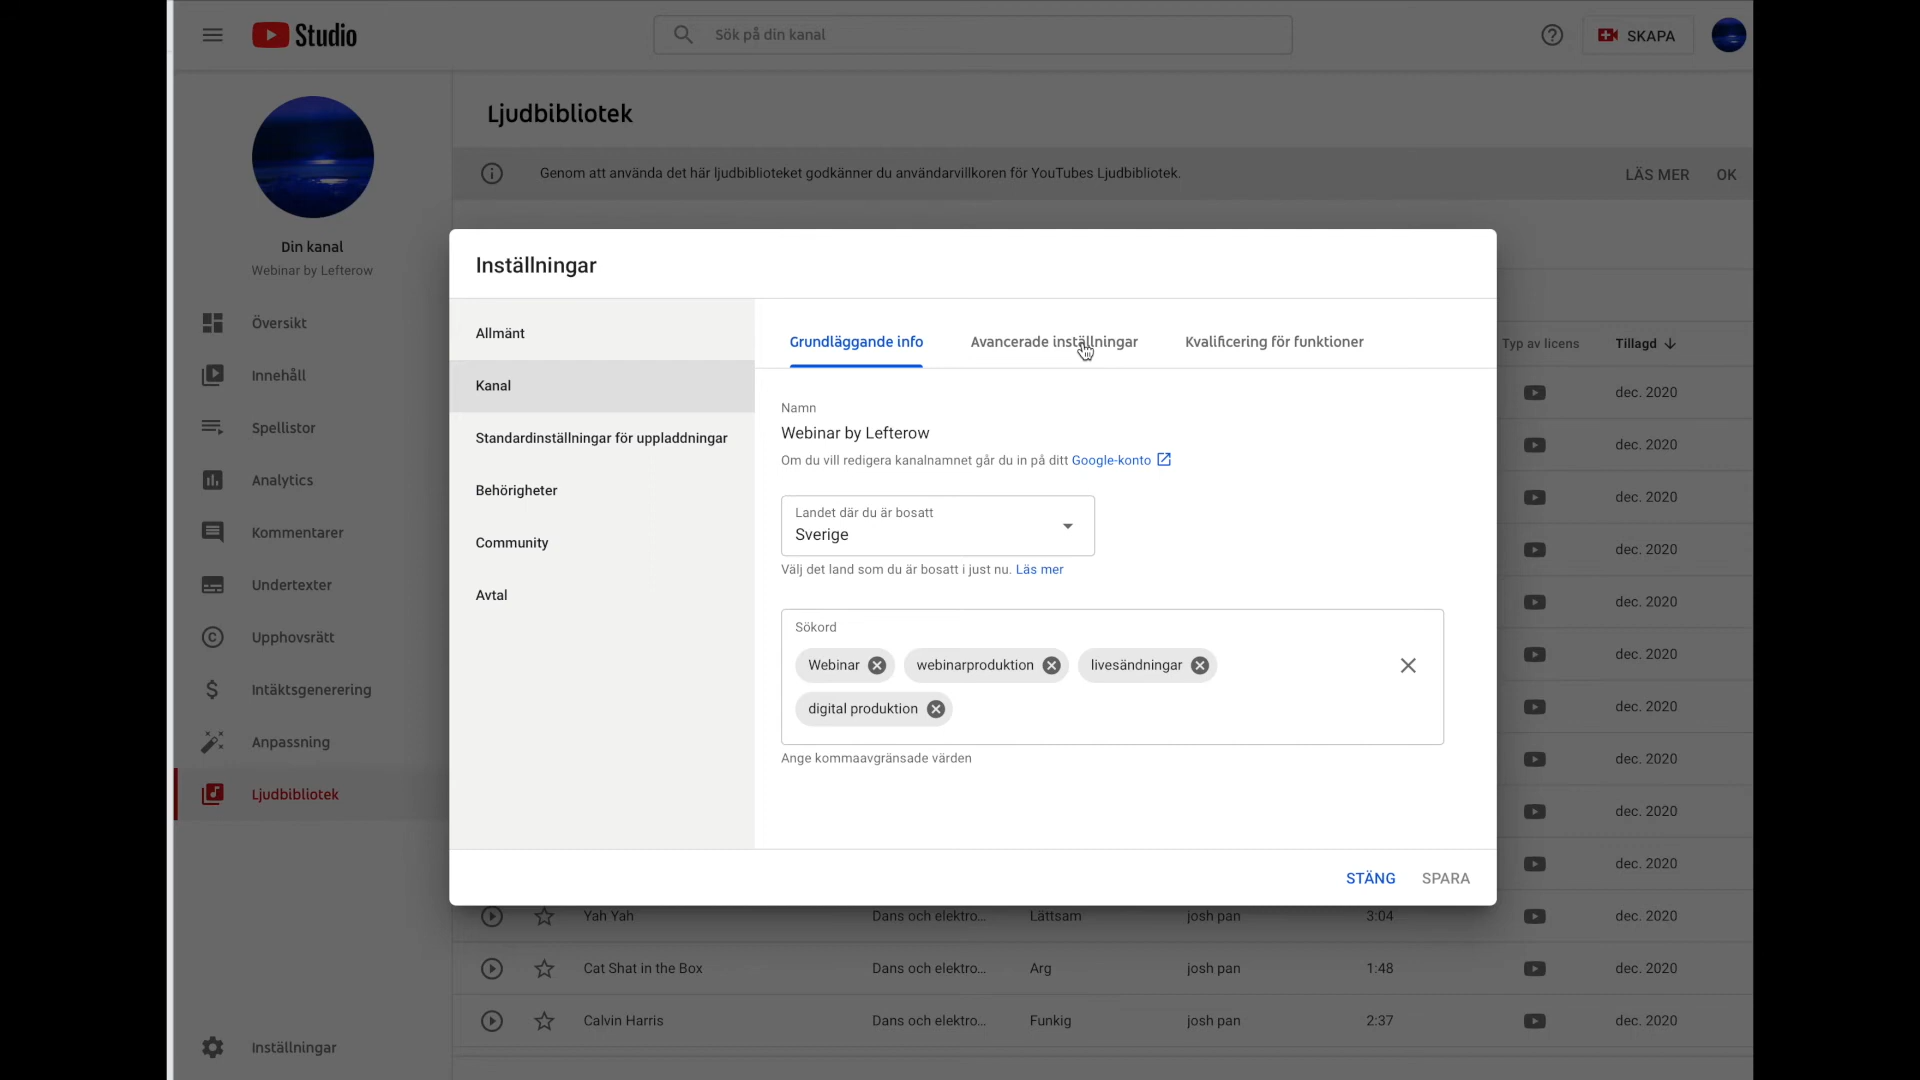 Studio
Sök på din kanal
SKAPA
Ljudbibliotek
Genom att använda det här ljudbiblioteket godkänner du användarvillkoren för YouTubes Ljudbibliotek.
LÄS MER OK
Din kanal
Webinar by Lefterow
Översikt
Innehåll
Spellistor
Analytics
Kommentarer
Undertexter
Upphovsrätt
Intäktsgenerering
Anpassning
Ljudbibliotek
Inställningar
Inställningar
Allmänt
Kanal
Standardinställningar för uppladdningar
Behörigheter
Community
Avtal
Grundläggande info Avancerade inställningar Kvalificering för funktioner
Namn
Webinar by Lefterow
Om du vill redigera kanalnamnet går du in på ditt Google-konto
Landet där du är bosatt
Sverige
Välj det land som du är bosatt i just nu. Läs mer
Sökord
Webinar webinarproduktion livesändningar
digital produktion
Ange kommaavgränsade värden
STÄNG SPARA
Typ av licens Tillagd
dec. 2020
dec. 2020
dec. 2020
dec. 2020
dec. 2020
dec. 2020
dec. 2020
dec. 2020
dec. 2020
dec. 2020
Yah Yah Dans och elektro... Lättsam josh pan 3:04 dec. 2020
Cat Shat in the Box Dans och elektro... Arg josh pan 1:48 dec. 2020
Calvin Harris Dans och elektro... Funkig josh pan 2:37 dec. 2020